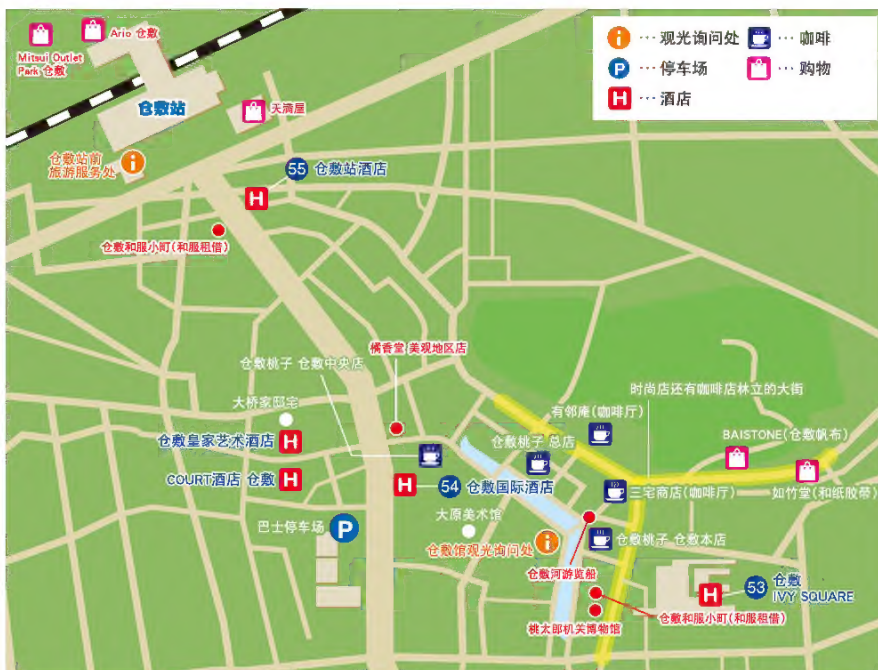 Ario 仓敷
Mitsui Outlet
Park 仓敷
仓敷站
天满屋
i … 观光询问处
咖啡
P … 停车场
… 购物
H … 酒店
仓敷站前
旅游服务处
i
55 仓敷站酒店
H
仓敷和服小町(和服租借)
橘香堂 美观地区店
仓敷桃子 仓敷中央店
时尚店还有咖啡店林立的大街
大桥家邸宅
有邻庵(咖啡厅)
仓敷皇家艺术酒店 H
仓敷桃子 总店
BAISTONE(仓敷帆布)
COURT酒店 仓敷 H
H 54 仓敷国际酒店
三宅商店(咖啡厅)
如竹堂(和纸胶带)
大原美术馆
巴士停车场 P
仓敷馆观光询问处 i
仓敷桃子 仓敷本店
仓敷河游览船
H 53 仓敷
IVY SQUARE
仓敷和服小町(和服租借)
桃太郎机关博物馆